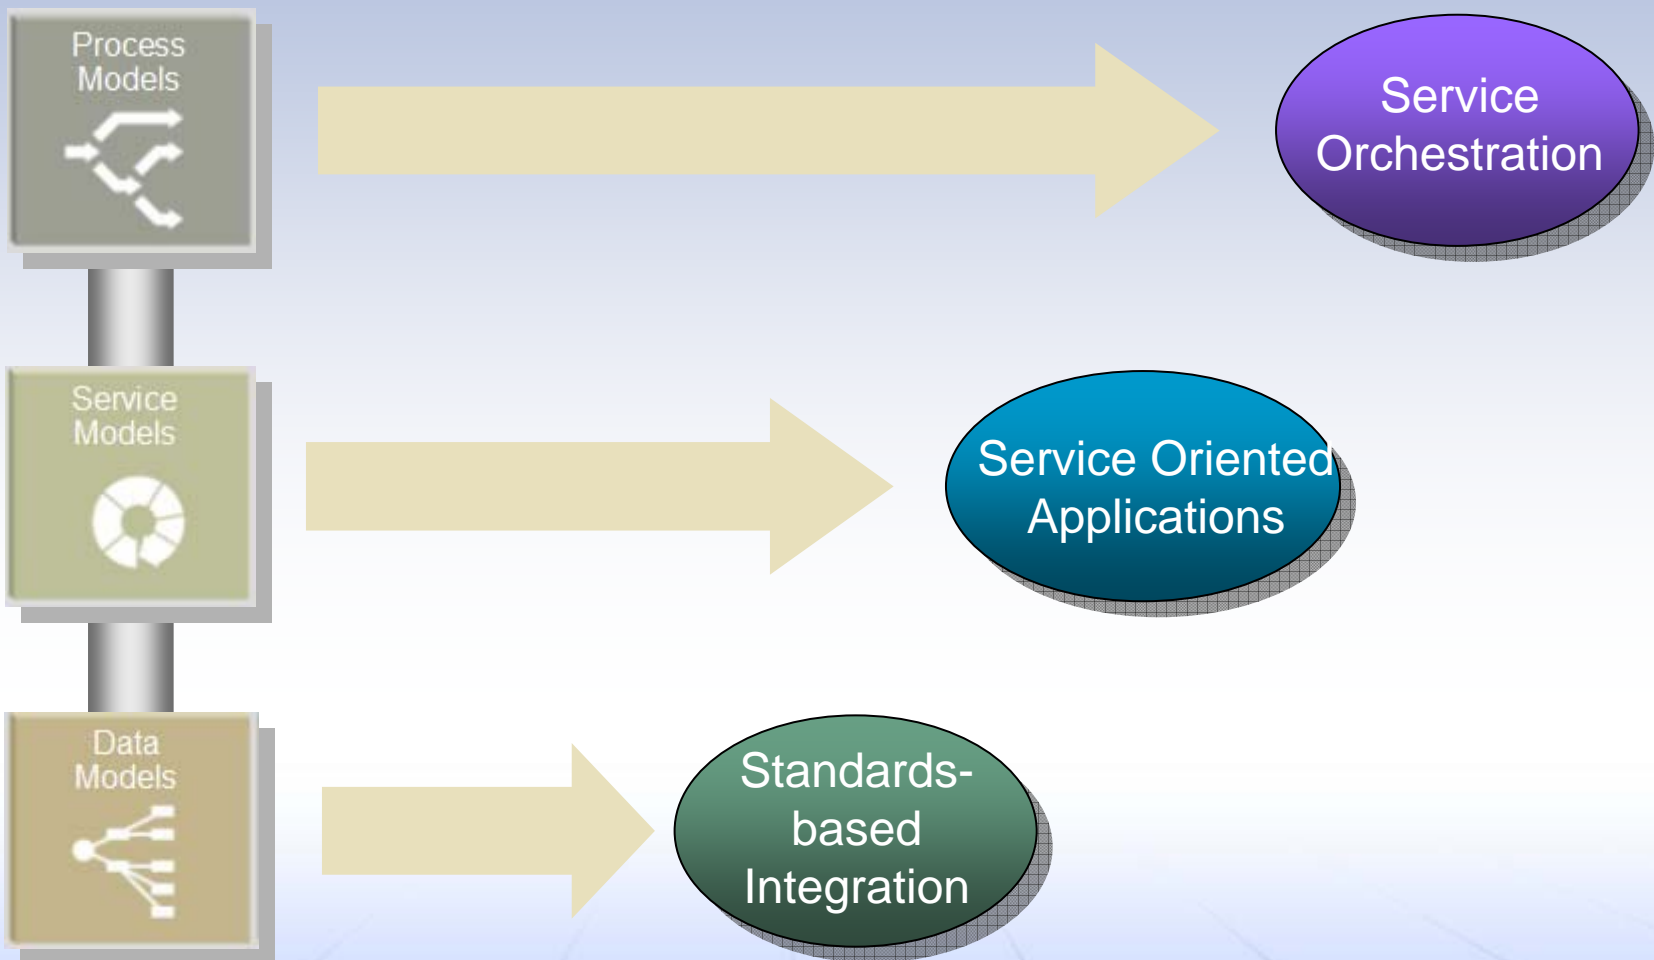 Process
Models
Service
Orchestration
Service
Models
Service Oriented
Applications
Data
Models
Standards-
based
Integration